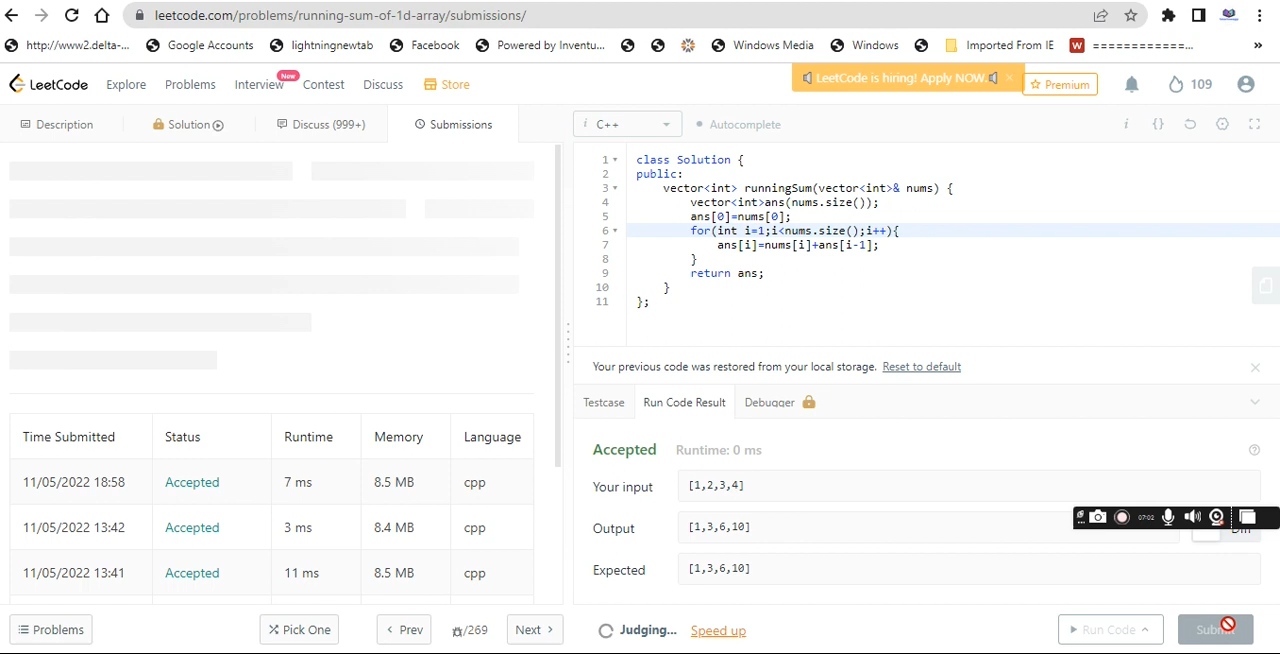 leetcode.com/problems/running-sum-of-1d-array/submissions/
http://www2.delta-... Google Accounts lightningnewtab Facebook Powered by Inventu... Windows Media Windows Imported From IE W ============... »
LeetCode Explore Problems Interview New Contest Discuss Store LeetCode is hiring! Apply NOW. × Premium 109
Description Solution Discuss (999+) Submissions i C++ Autocomplete i {}
1 class Solution {
2 public:
3 vector<int> runningSum(vector<int>& nums) {
4 vector<int>ans(nums.size());
5 ans[0]=nums[0];
6 for(int i=1;i<nums.size();i++){
7 ans[i]=nums[i]+ans[i-1];
8 }
9 return ans;
10 }
11 };
Your previous code was restored from your local storage. Reset to default
Testcase Run Code Result Debugger
Accepted Runtime: 0 ms
Your input [1,2,3,4]
Output [1,3,6,10]
Expected [1,3,6,10]
07:02
Time Submitted Status Runtime Memory Language
11/05/2022 18:58 Accepted 7 ms 8.5 MB cpp
11/05/2022 13:42 Accepted 3 ms 8.4 MB cpp
11/05/2022 13:41 Accepted 11 ms 8.5 MB cpp
Problems Pick One < Prev /269 Next > Judging... Speed up Run Code Submit